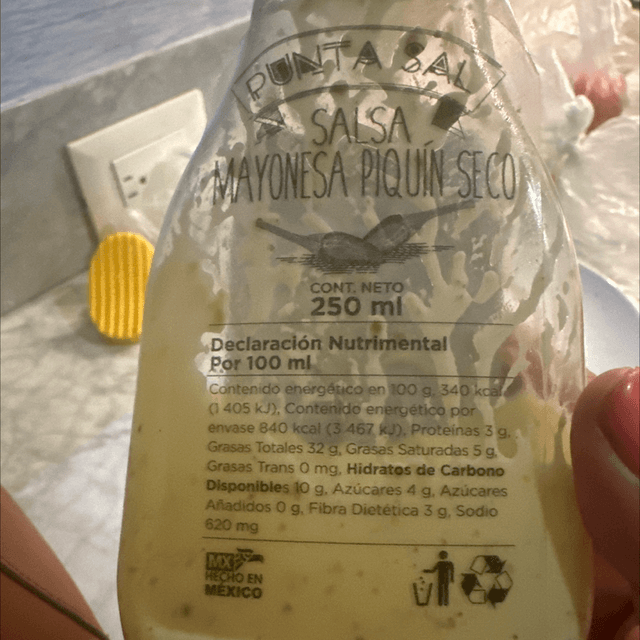 PUNTA SAL
SALSA
MAYONESA PIQUÍN SECO
CONT. NETO
250 ml
Declaración Nutrimental
Por 100 ml
Contenido energético en 100 g, 340 kcal
(1 405 kJ), Contenido energético por
envase 840 kcal (3 467 kJ), Proteínas 3 g,
Grasas Totales 32 g, Grasas Saturadas 5 g,
Grasas Trans 0 mg, Hidratos de Carbono
Disponibles 10 g, Azúcares 4 g, Azúcares
Añadidos 0 g, Fibra Dietética 3 g, Sodio
620 mg
MX
HECHO EN
MÉXICO